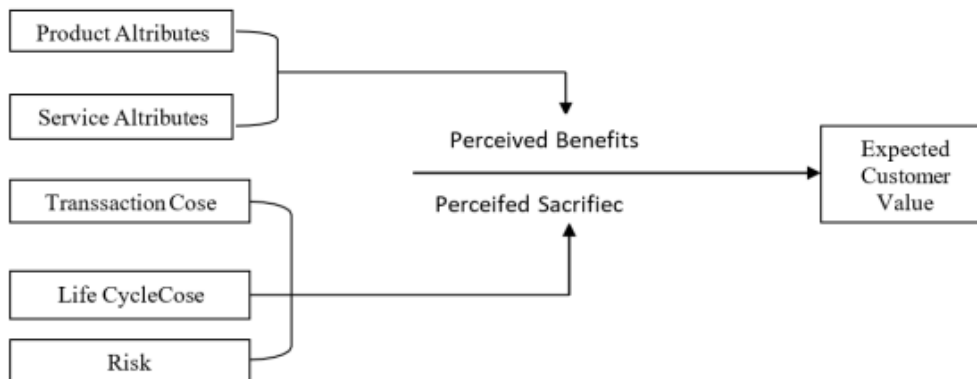 Product Altributes
Service Altributes
Perceived Benefits
Expected
Customer
Value
Transsaction Cose
Perceifed Sacrifiec
Life CycleCose
Risk